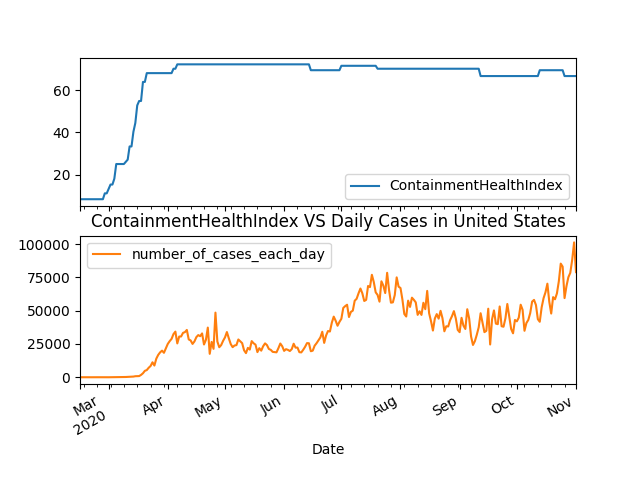 60
40
20
ContainmentHealthIndex
ContainmentHealthIndex VS Daily Cases in United States
100000
75000
50000
25000
0
number_of_cases_each_day
Mar
2020
Apr
May
Jun
Jul
Aug
Sep
Oct
Nov
Date